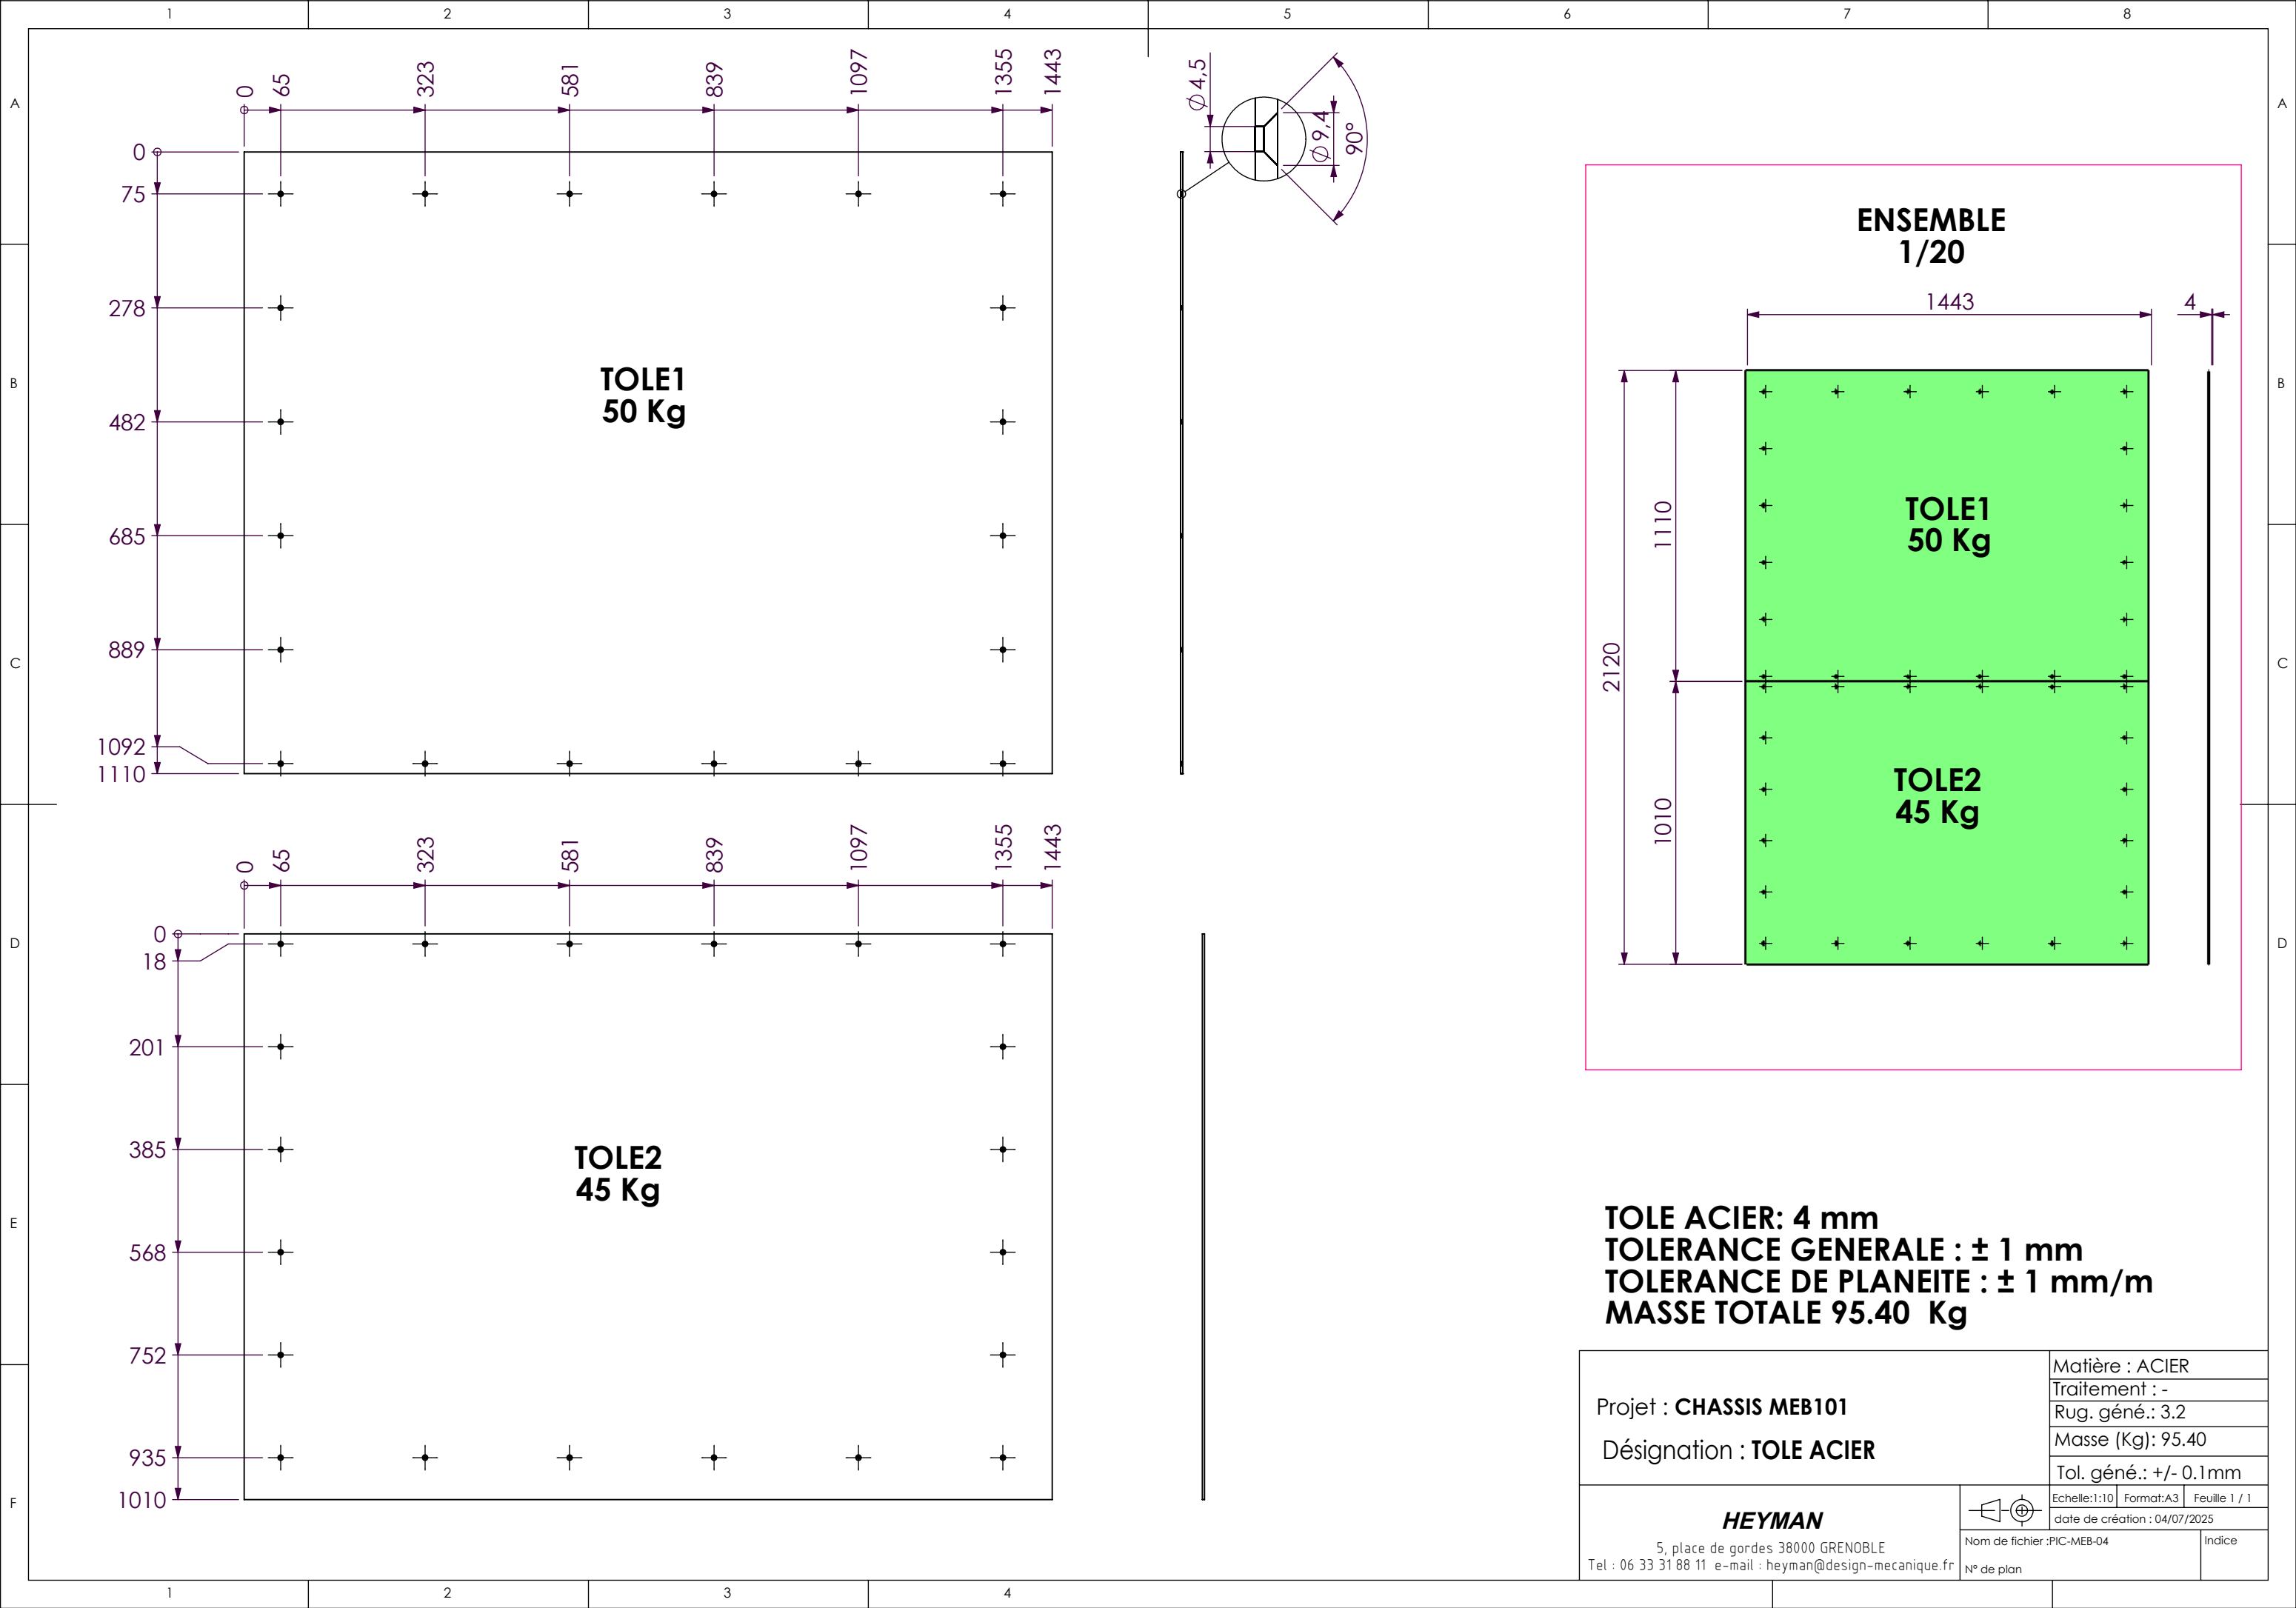 1 2 3 4 5 6 7 8
A A
B B
C C
D D
E E
F F
1 2 3 4
0 65 323 581 839 1097 1355 1443
0
75
278
482
685
889
1092
1110
TOLE1
50 Kg
∅ 4,5
∅ 9,4
90°
0 65 323 581 839 1097 1355 1443
0
18
201
385
568
752
935
1010
TOLE2
45 Kg
ENSEMBLE
1/20
1443
4
2120
1110
1010
TOLE1
50 Kg
TOLE2
45 Kg
TOLE ACIER: 4 mm
TOLERANCE GENERALE : ± 1 mm
TOLERANCE DE PLANEITE : ± 1 mm/m
MASSE TOTALE 95.40 Kg
Projet : CHASSIS MEB101
Désignation : TOLE ACIER
Matière : ACIER
Traitement : -
Rug. géné.: 3.2
Masse (Kg): 95.40
Tol. géné.: +/- 0.1mm
Echelle:1:10 Format:A3 Feuille 1 / 1
date de création : 04/07/2025
Nom de fichier :PIC-MEB-04
Indice
N° de plan
HEYMAN
5, place de gordes 38000 GRENOBLE
Tel : 06 33 31 88 11 e-mail : heyman@design-mecanique.fr